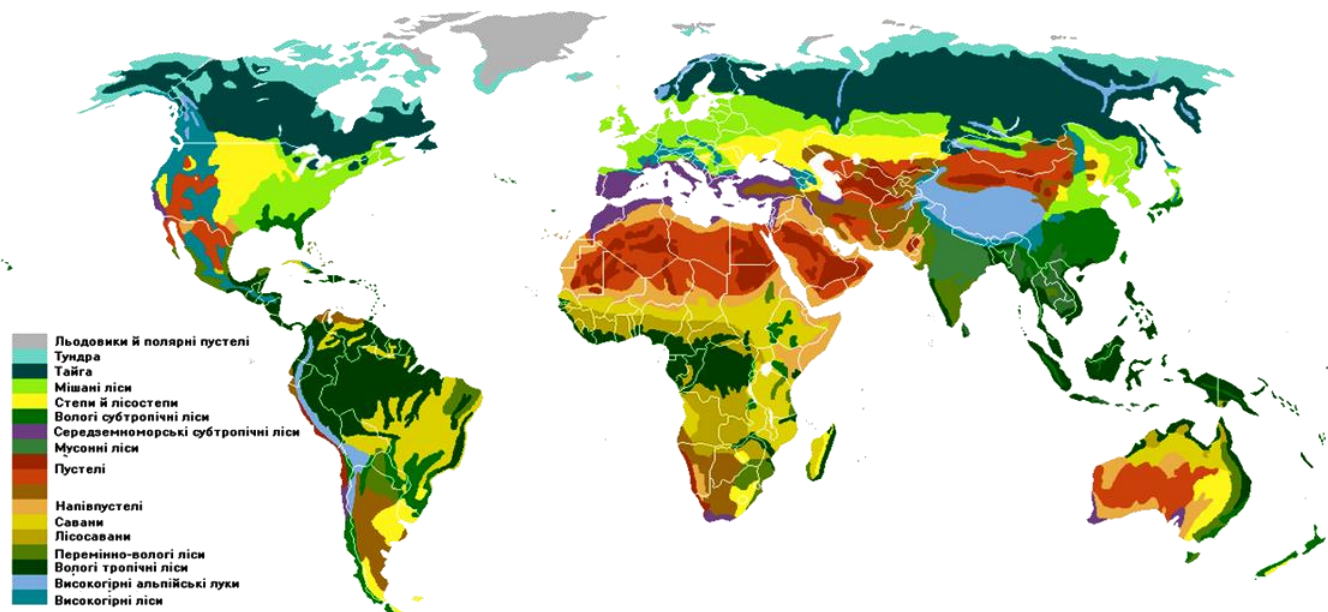 Льодовики й полярні пустелі
Тундра
Тайга
Мішані ліси
Степи й лісостепи
Вологі субтропічні ліси
Середземноморські субтропічні ліси
Мусонні ліси
Пустелі
Напівпустелі
Савани
Лісосавани
Перемінно-вологі ліси
Вологі тропічні ліси
Високогірні альпійські луки
Високогірні ліси